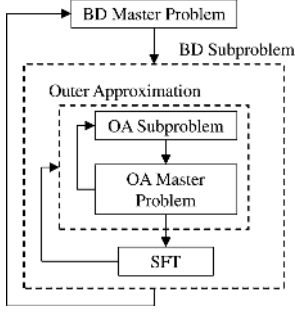 BD Master Problem
BD Subproblem
Outer Approximation
OA Subproblem
OA Master
Problem
SFT